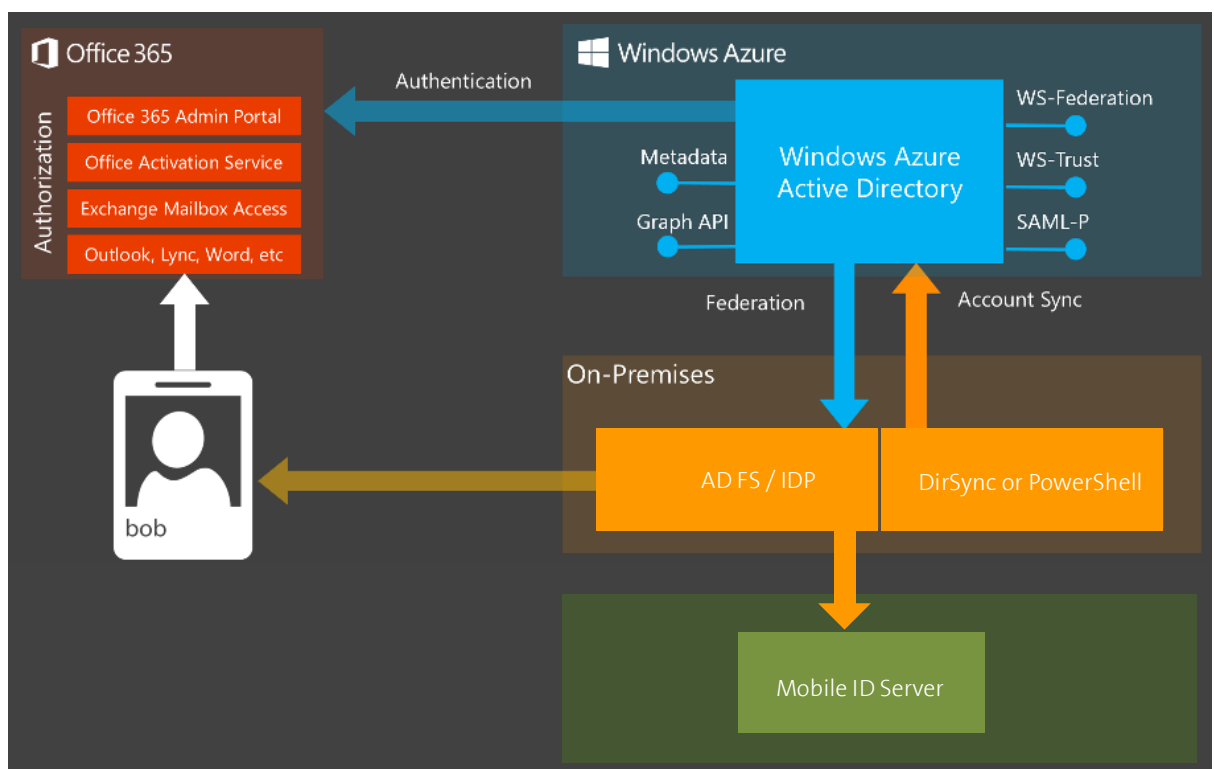 Office 365
Authorization
Office 365 Admin Portal
Office Activation Service
Exchange Mailbox Access
Outlook, Lync, Word, etc
Authentication
Windows Azure
Metadata
Graph API
Windows Azure
Active Directory
WS-Federation
WS-Trust
SAML-P
Federation
Account Sync
On-Premises
AD FS / IDP
DirSync or PowerShell
bob
Mobile ID Server